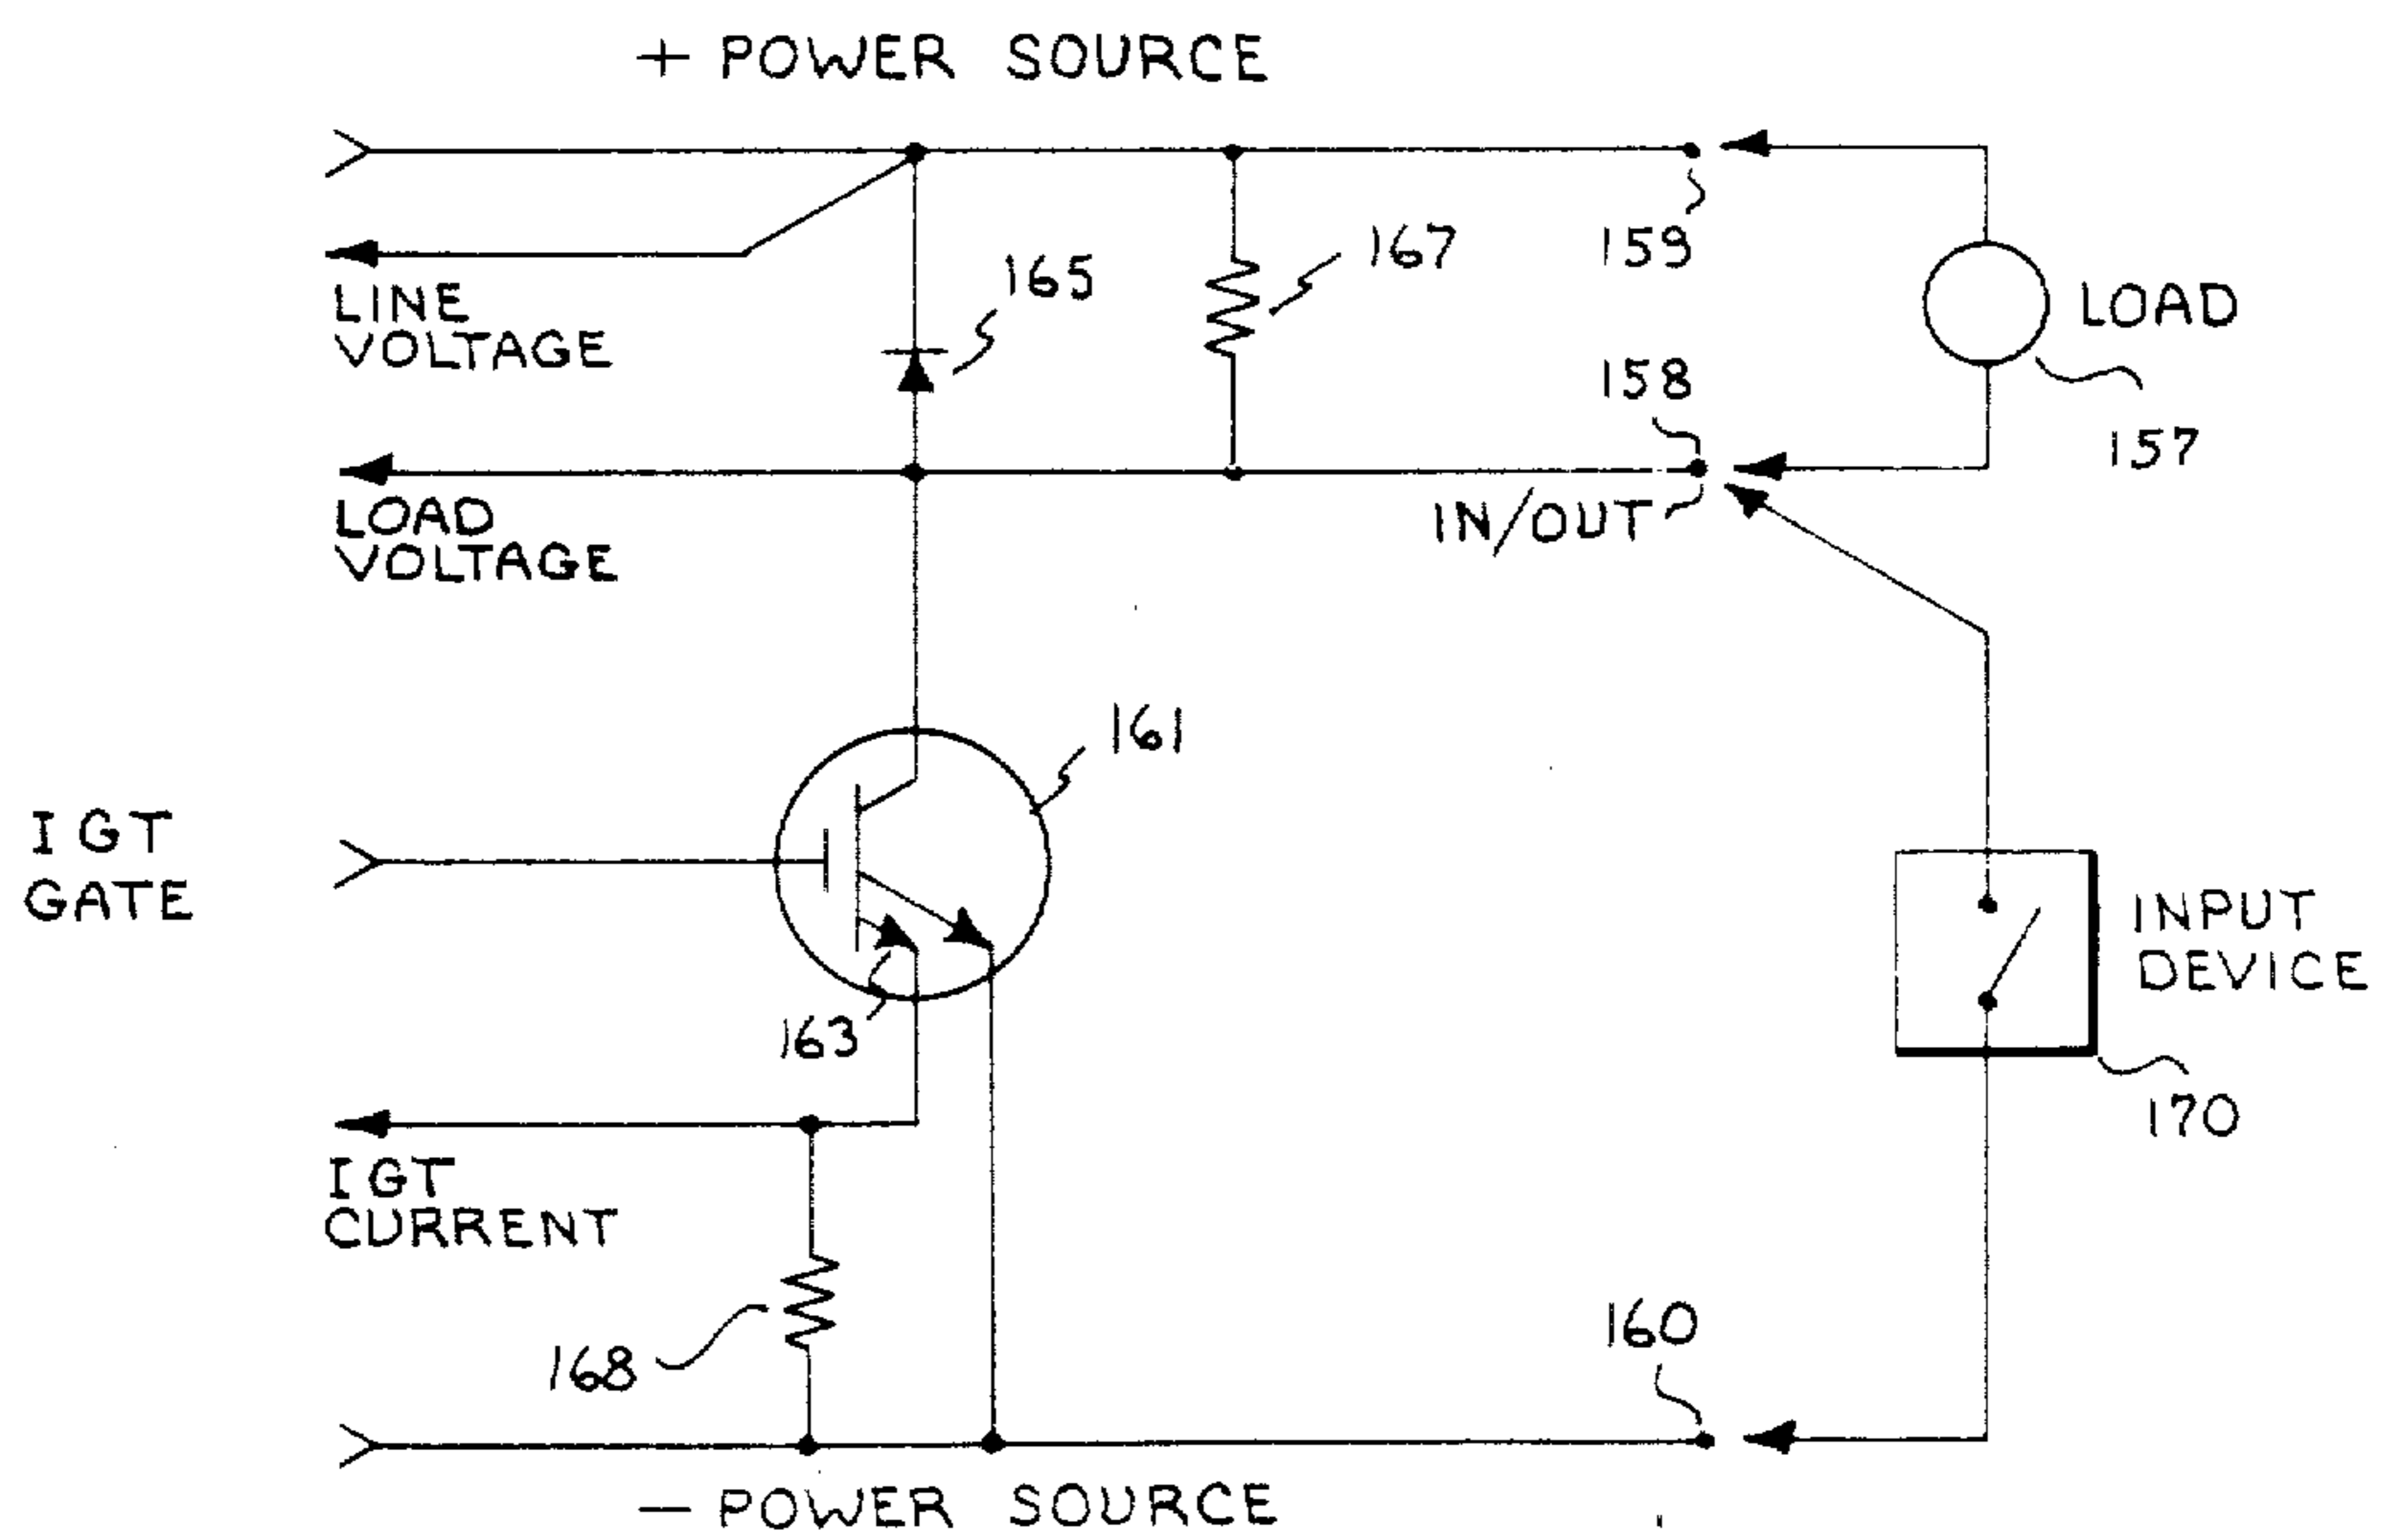 + POWER SOURCE
159
LINE
VOLTAGE
165
167
LOAD
158
157
LOAD
VOLTAGE
IN/OUT
161
IGT
GATE
163
INPUT
DEVICE
170
IGT
CURRENT
168
160
- POWER SOURCE